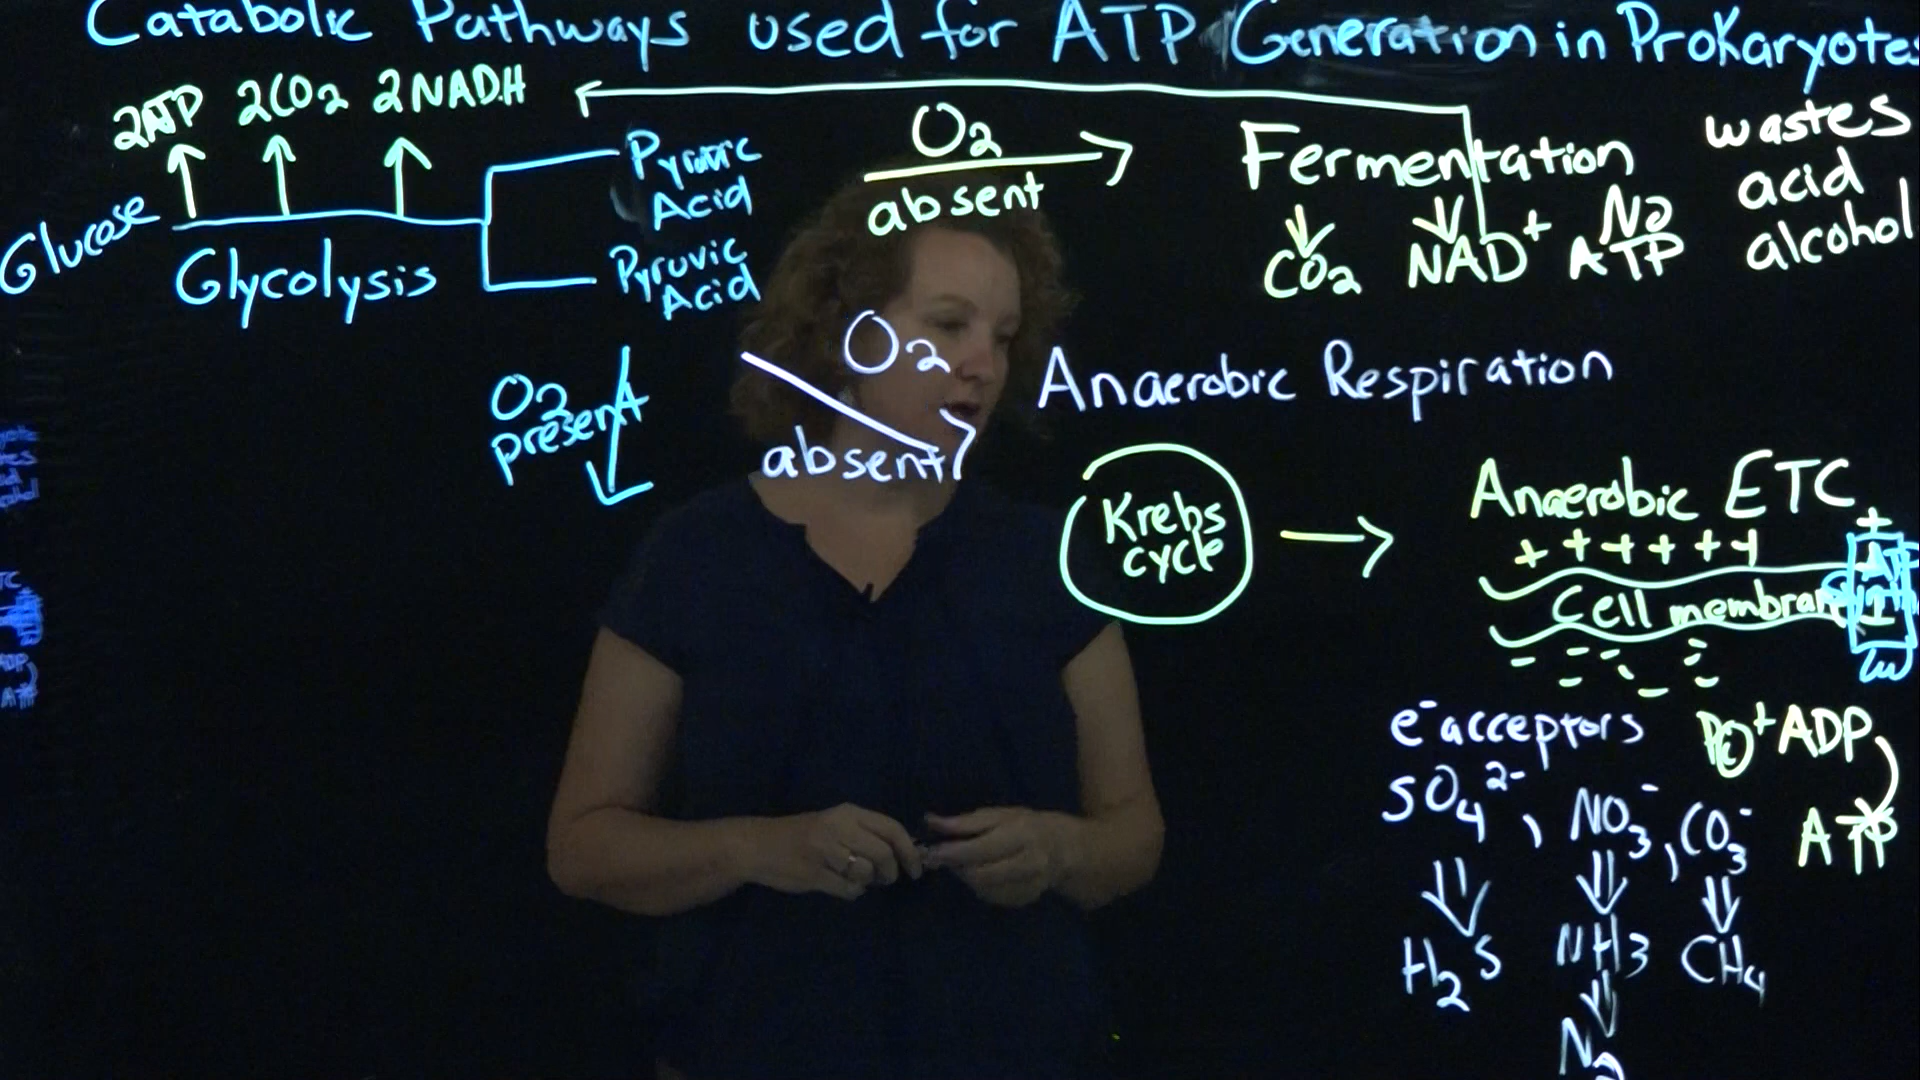 Catabolic Pathways used for ATP Generation in Prokaryotes
2ATP 2CO2 2NADH
Glucose
Glycolysis
Pyruvic
Acid
Pyruvic
Acid
O2
absent
Fermentation
CO2 NAD+ No
ATP
wastes
acid
alcohol
O2
present
O2
absent
Anaerobic Respiration
Krebs
cycle
Anaerobic ETC
+ + + + + +
+
Cell membrane
e- acceptors
SO4 2-, NO3-, CO3-
H2S NH3 CH4
N2
+ ADP
ATP